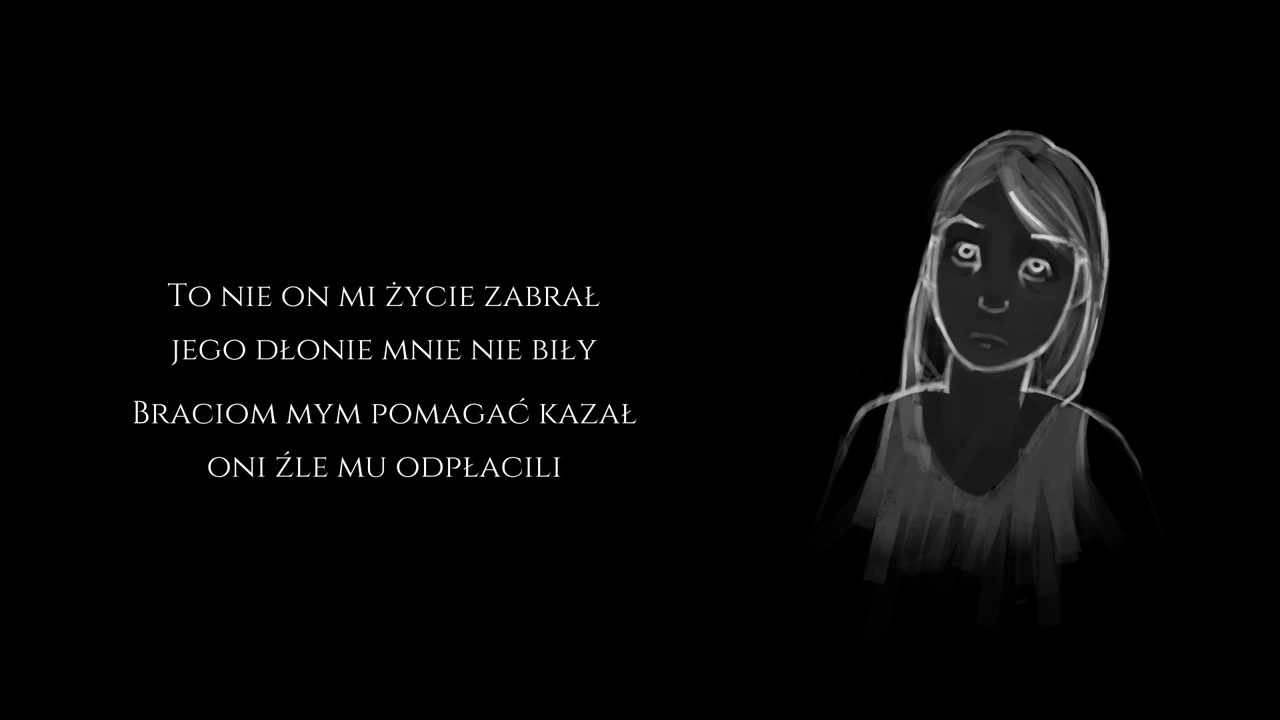 To nie on mi życie zabrał
jego dłonie mnie nie biły
Braciom mym pomagać kazał
oni źle mu odpłacili